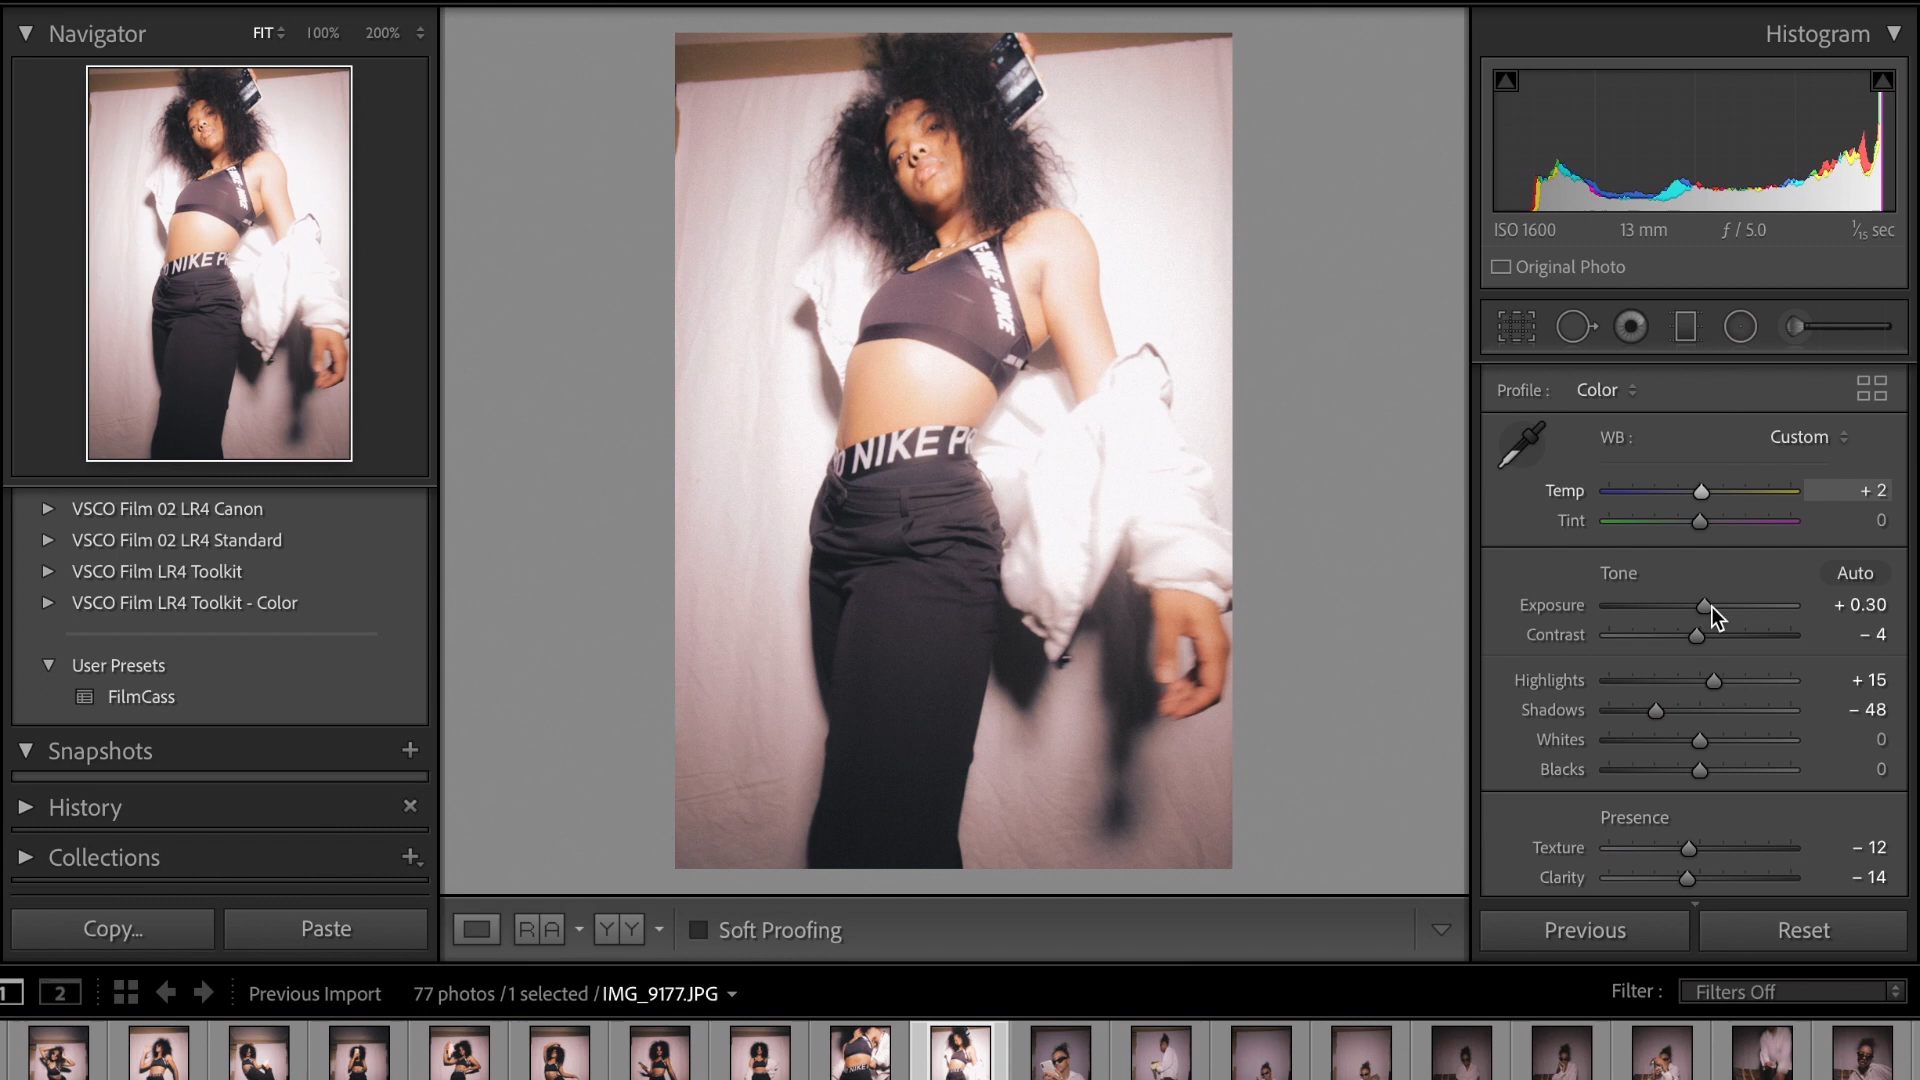 Navigator
FIT 100% 200%
VSCO Film 02 LR4 Canon
VSCO Film 02 LR4 Standard
VSCO Film LR4 Toolkit
VSCO Film LR4 Toolkit - Color
User Presets
FilmCass
Snapshots +
History ×
Collections +
Copy... Paste
NIKE
NIKE
NIKE PR
R A Y Y Soft Proofing
Histogram
ISO 1600 13 mm ƒ / 5.0 1/15 sec
Original Photo
Profile : Color
WB : Custom
Temp + 2
Tint 0
Tone Auto
Exposure + 0.30
Contrast – 4
Highlights + 15
Shadows – 48
Whites 0
Blacks 0
Presence
Texture – 12
Clarity – 14
Previous Reset
1 2 Previous Import 77 photos / 1 selected / IMG_9177.JPG Filter : Filters Off